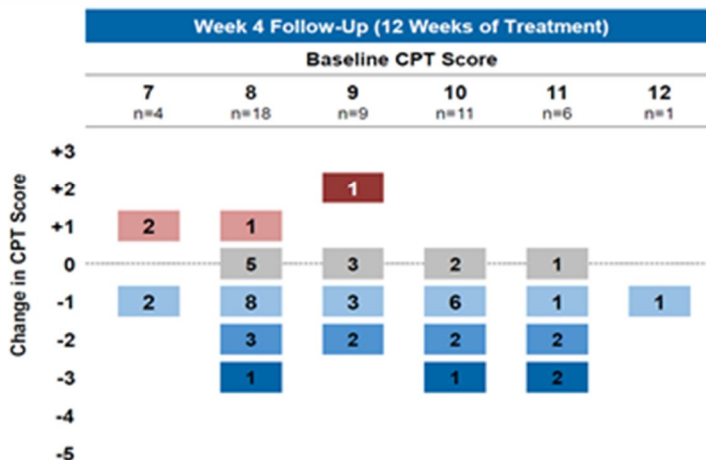 Week 4 Follow-Up (12 Weeks of Treatment)
Baseline CPT Score
7 8 9 10 11 12
n=4 n=18 n=9 n=11 n=6 n=1
Change in CPT Score
+3
+2 1
+1 2 1
0 5 3 2 1
-1 2 8 3 6 1 1
-2 3 2 2 2
-3 1 1 2
-4
-5